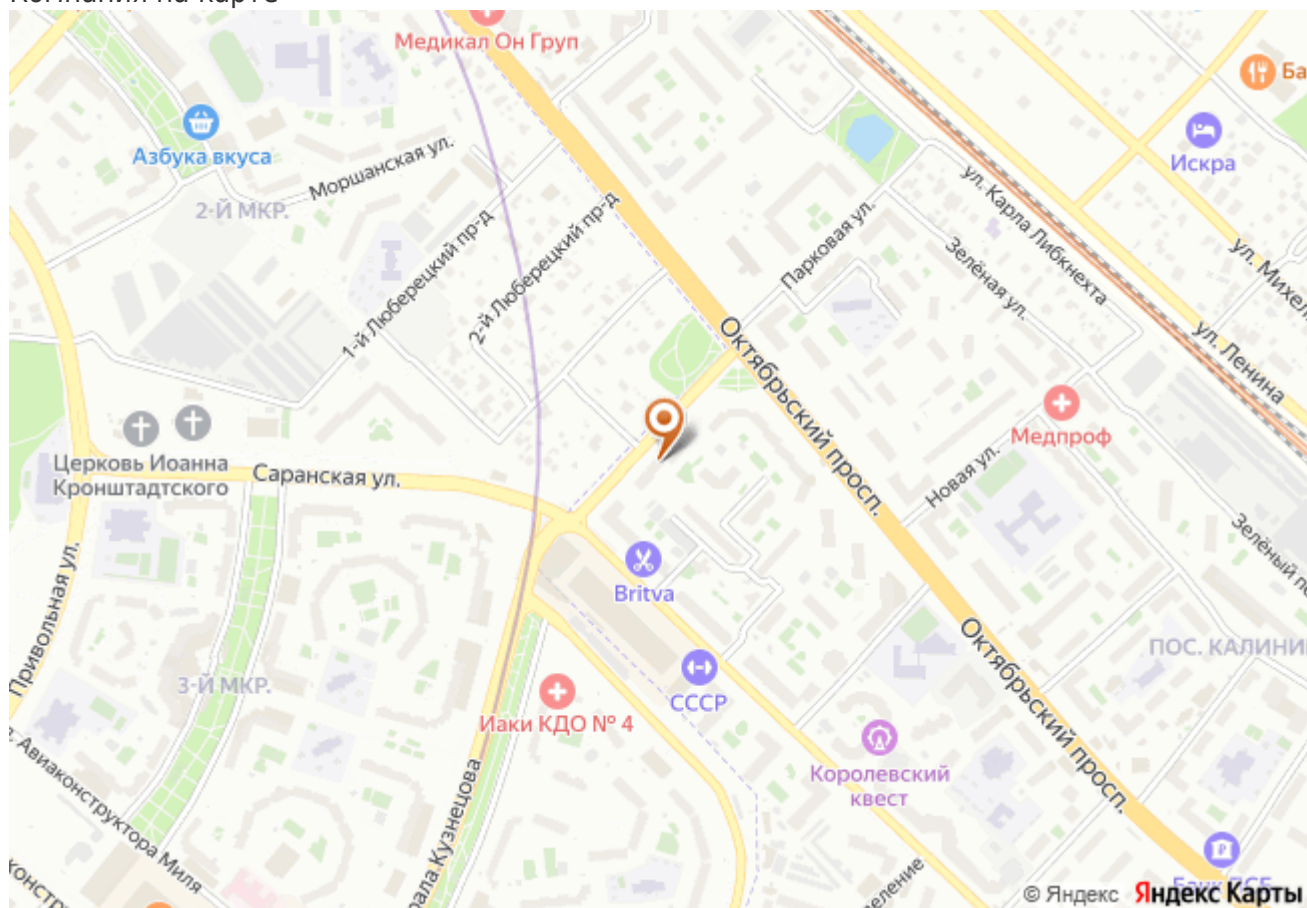 Медикал Он Груп
Азбука вкуса
Моршанская ул.
2-Й МКР.
1-й Люберецкий пр-д
2-й Люберецкий пр-д
Искра
ул. Карла Либкнехта
Парковая ул.
Зелёная ул.
ул. Ленина
Октябрьский просп.
Медпроф
Новая ул.
Церковь Иоанна
Кронштадтского
Саранская ул.
Привольная ул.
Britva
3-Й МКР.
СССР
Иаки КДО № 4
Октябрьский просп.
Королевский
квест
Авиаконструктора Миля
© Яндекс Яндекс Карты